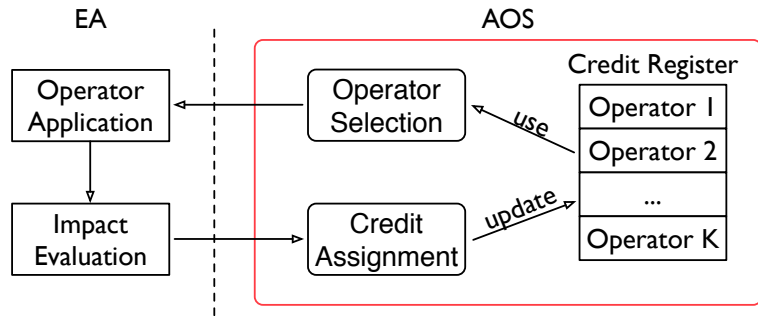 EA
AOS
Operator
Application
Impact
Evaluation
Operator
Selection
Credit
Assignment
use
update
Credit Register
Operator 1
Operator 2
...
Operator K